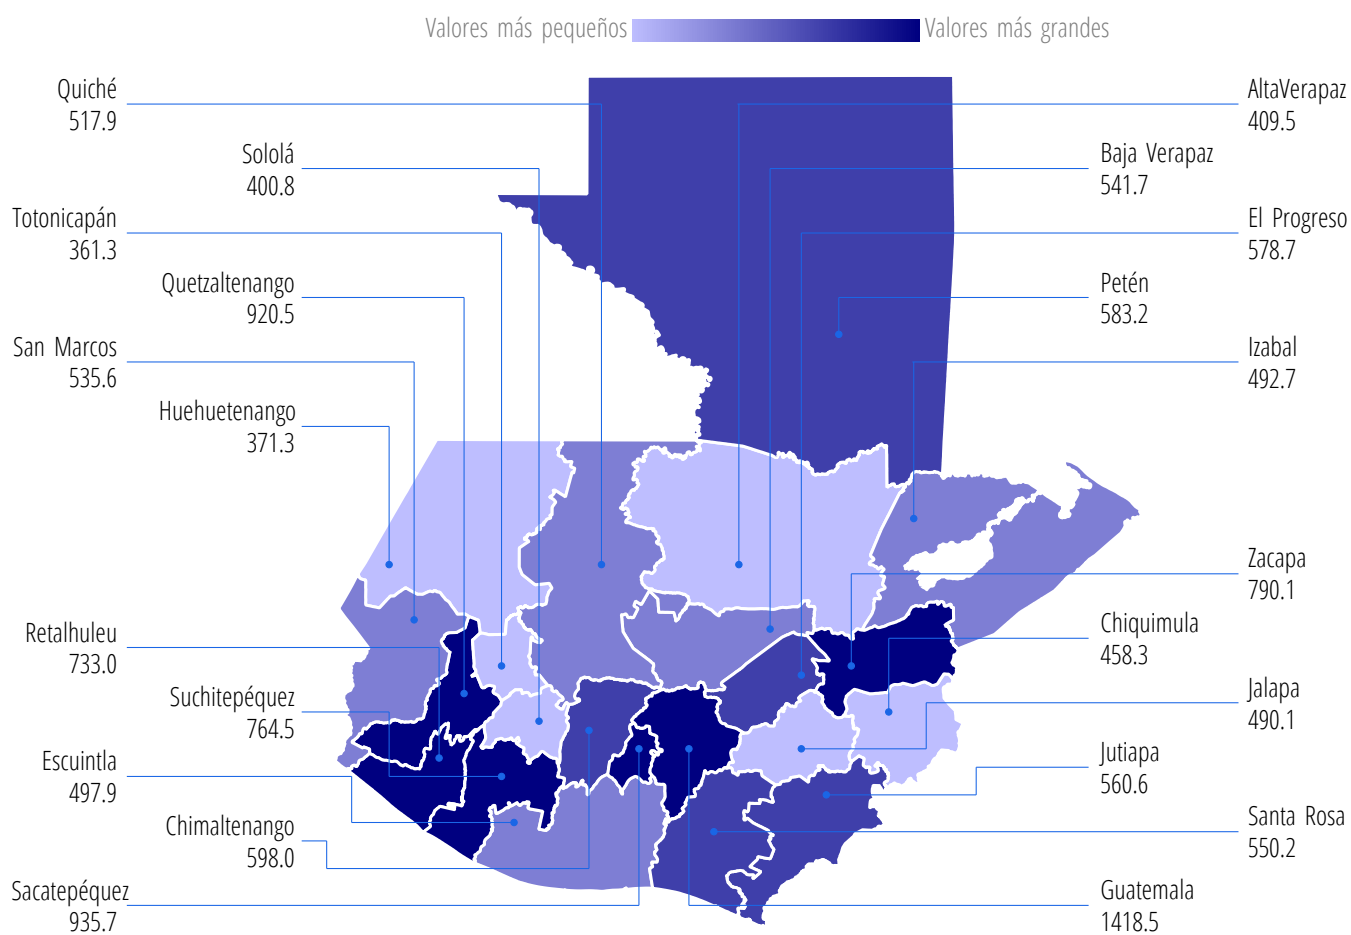 Valores más pequeños
Valores más grandes
Quiché
517.9
Sololá
400.8
Totonicapán
361.3
Quetzaltenango
920.5
San Marcos
535.6
Huehuetenango
371.3
Retalhuleu
733.0
Suchitepéquez
764.5
Escuintla
497.9
Chimaltenango
598.0
Sacatepéquez
935.7
AltaVerapaz
409.5
Baja Verapaz
541.7
El Progreso
578.7
Petén
583.2
Izabal
492.7
Zacapa
790.1
Chiquimula
458.3
Jalapa
490.1
Jutiapa
560.6
Santa Rosa
550.2
Guatemala
1418.5